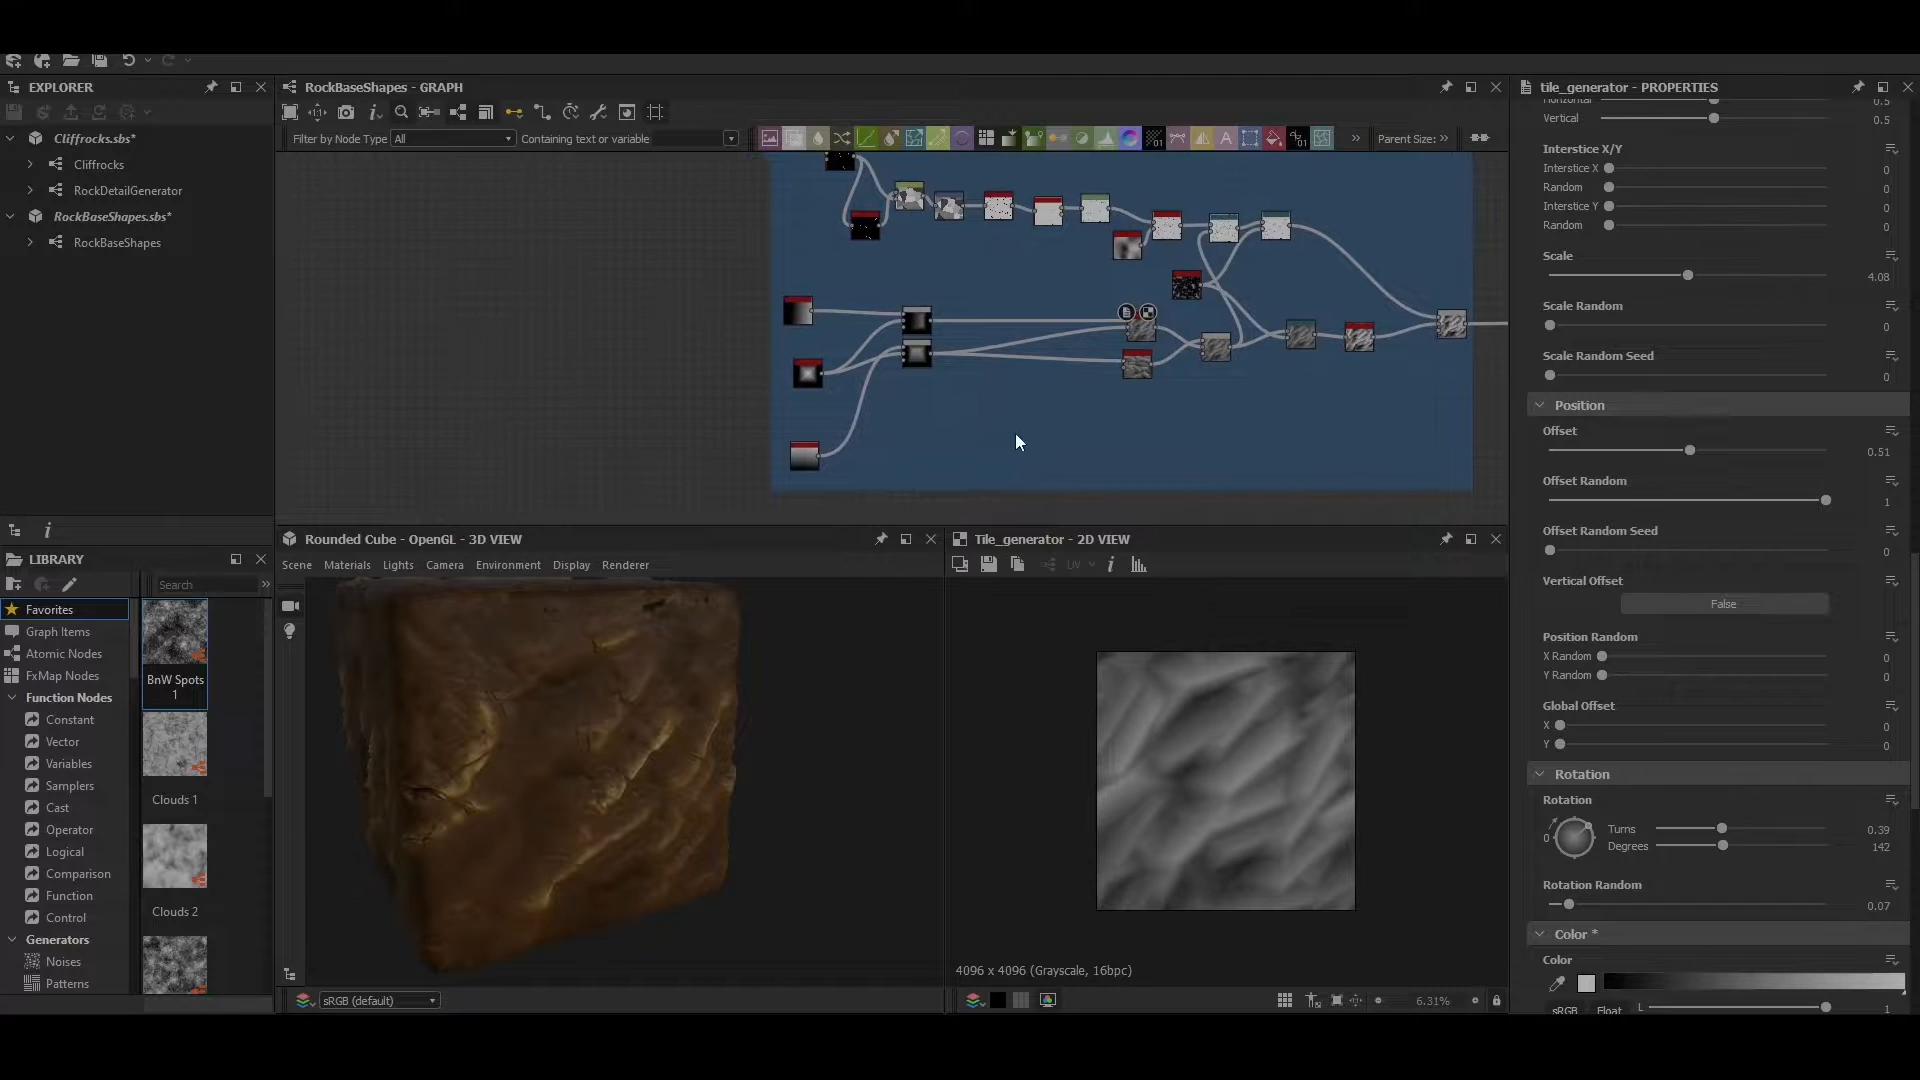 EXPLORER
Cliffrocks.sbs*
Cliffrocks
RockDetailGenerator
RockBaseShapes.sbs*
RockBaseShapes
RockBaseShapes - GRAPH
Filter by Node Type All Containing text or variable Parent Size:
LIBRARY
Search
Favorites
Graph Items
Atomic Nodes
FxMap Nodes
Function Nodes
Constant
Vector
Variables
Samplers
Cast
Operator
Logical
Comparison
Function
Control
Generators
Noises
Patterns
BnW Spots
1
Clouds 1
Clouds 2
Rounded Cube - OpenGL - 3D VIEW
Scene Materials Lights Camera Environment Display Renderer
sRGB (default)
Tile_generator - 2D VIEW
UV
4096 x 4096 (Grayscale, 16bpc)
6.31%
tile_generator - PROPERTIES
Horizontal 0.5
Vertical 0.5
Interstice X/Y
Interstice X 0
Random 0
Interstice Y 0
Random 0
Scale
4.08
Scale Random
0
Scale Random Seed
0
Position
Offset
0.51
Offset Random
1
Offset Random Seed
0
Vertical Offset
False
Position Random
X Random 0
Y Random 0
Global Offset
X 0
Y 0
Rotation
Rotation
0 Turns 0.39
Degrees 142
Rotation Random
0.07
Color *
Color
sRGB Float L 1